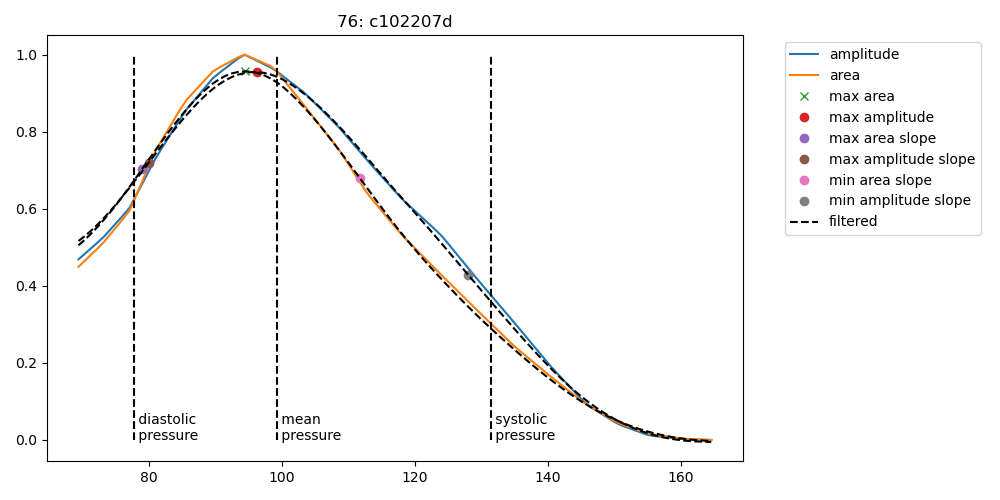 76: c102207d
1.0
0.8
0.6
0.4
0.2
0.0
80
100
120
140
160
diastolic
pressure
mean
pressure
systolic
pressure
amplitude
area
max area
max amplitude
max area slope
max amplitude slope
min area slope
min amplitude slope
filtered